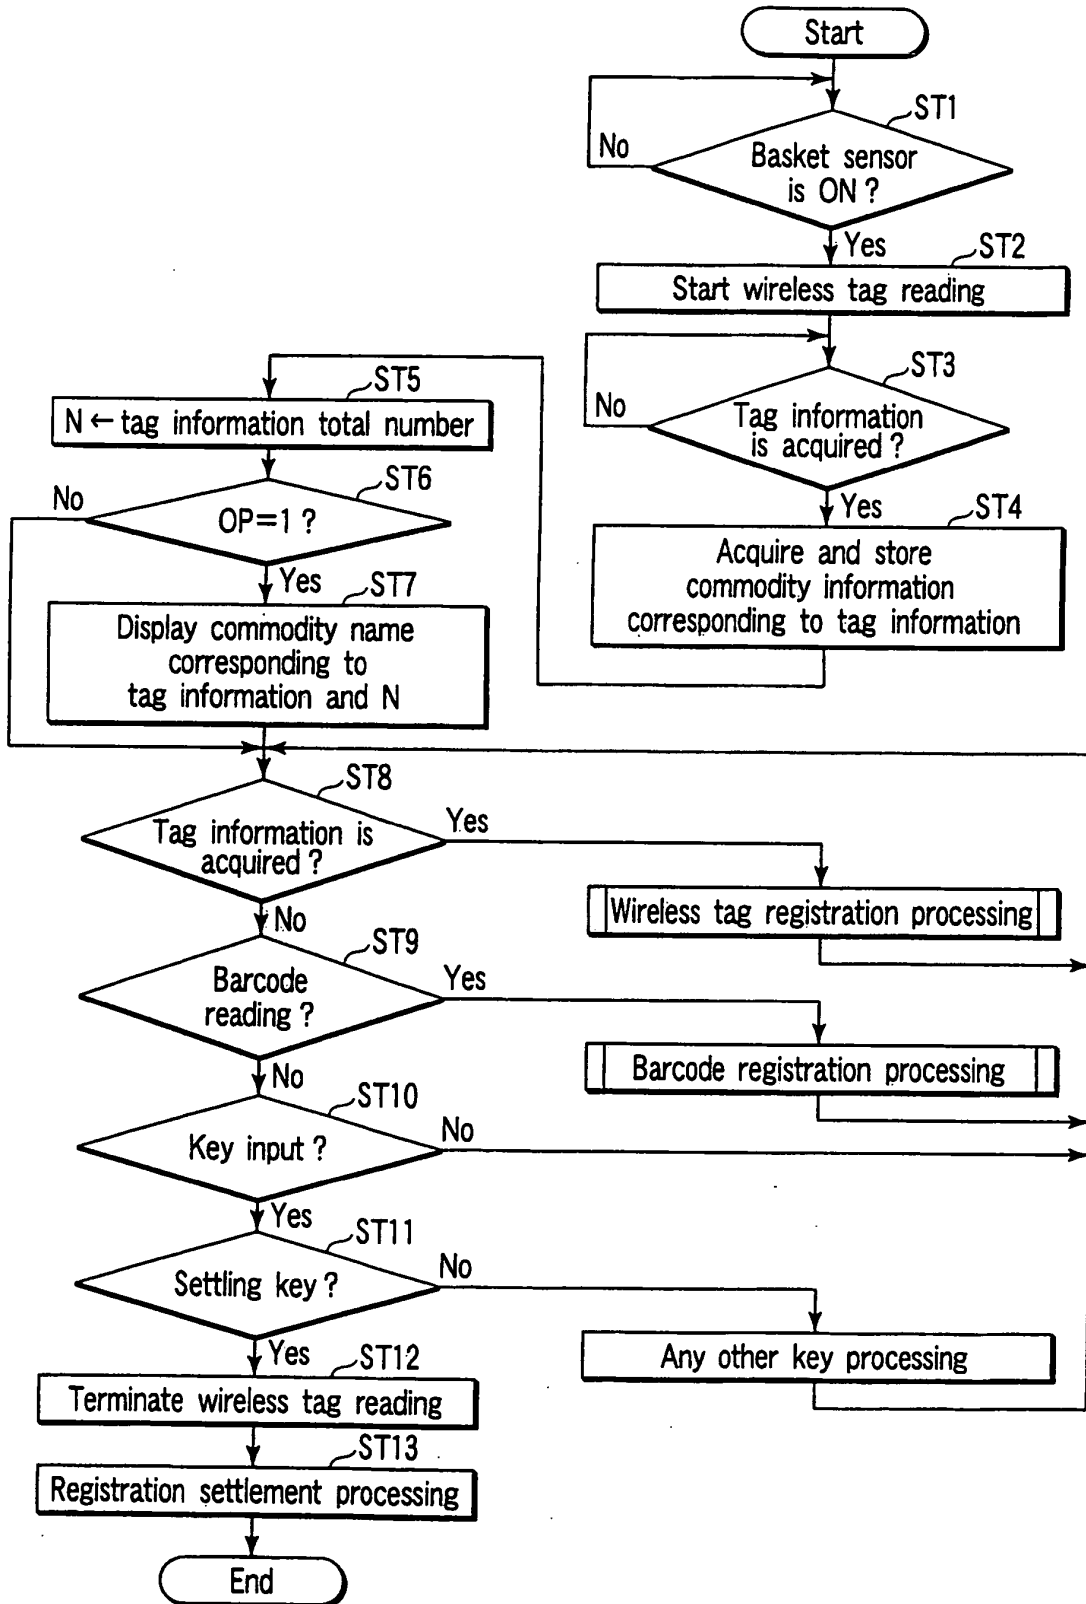 Start
ST1
No
Basket sensor
is ON ?
Yes
ST2
Start wireless tag reading
ST3
No
Tag information
is acquired ?
Yes
ST4
Acquire and store
commodity information
corresponding to tag information
ST5
N ← tag information total number
ST6
No
OP=1 ?
Yes
ST7
Display commodity name
corresponding to
tag information and N
ST8
Tag information is
acquired ?
Yes
Wireless tag registration processing
No
ST9
Barcode
reading ?
Yes
Barcode registration processing
No
ST10
Key input ?
No
Yes
ST11
Settling key ?
No
Any other key processing
Yes
ST12
Terminate wireless tag reading
ST13
Registration settlement processing
End